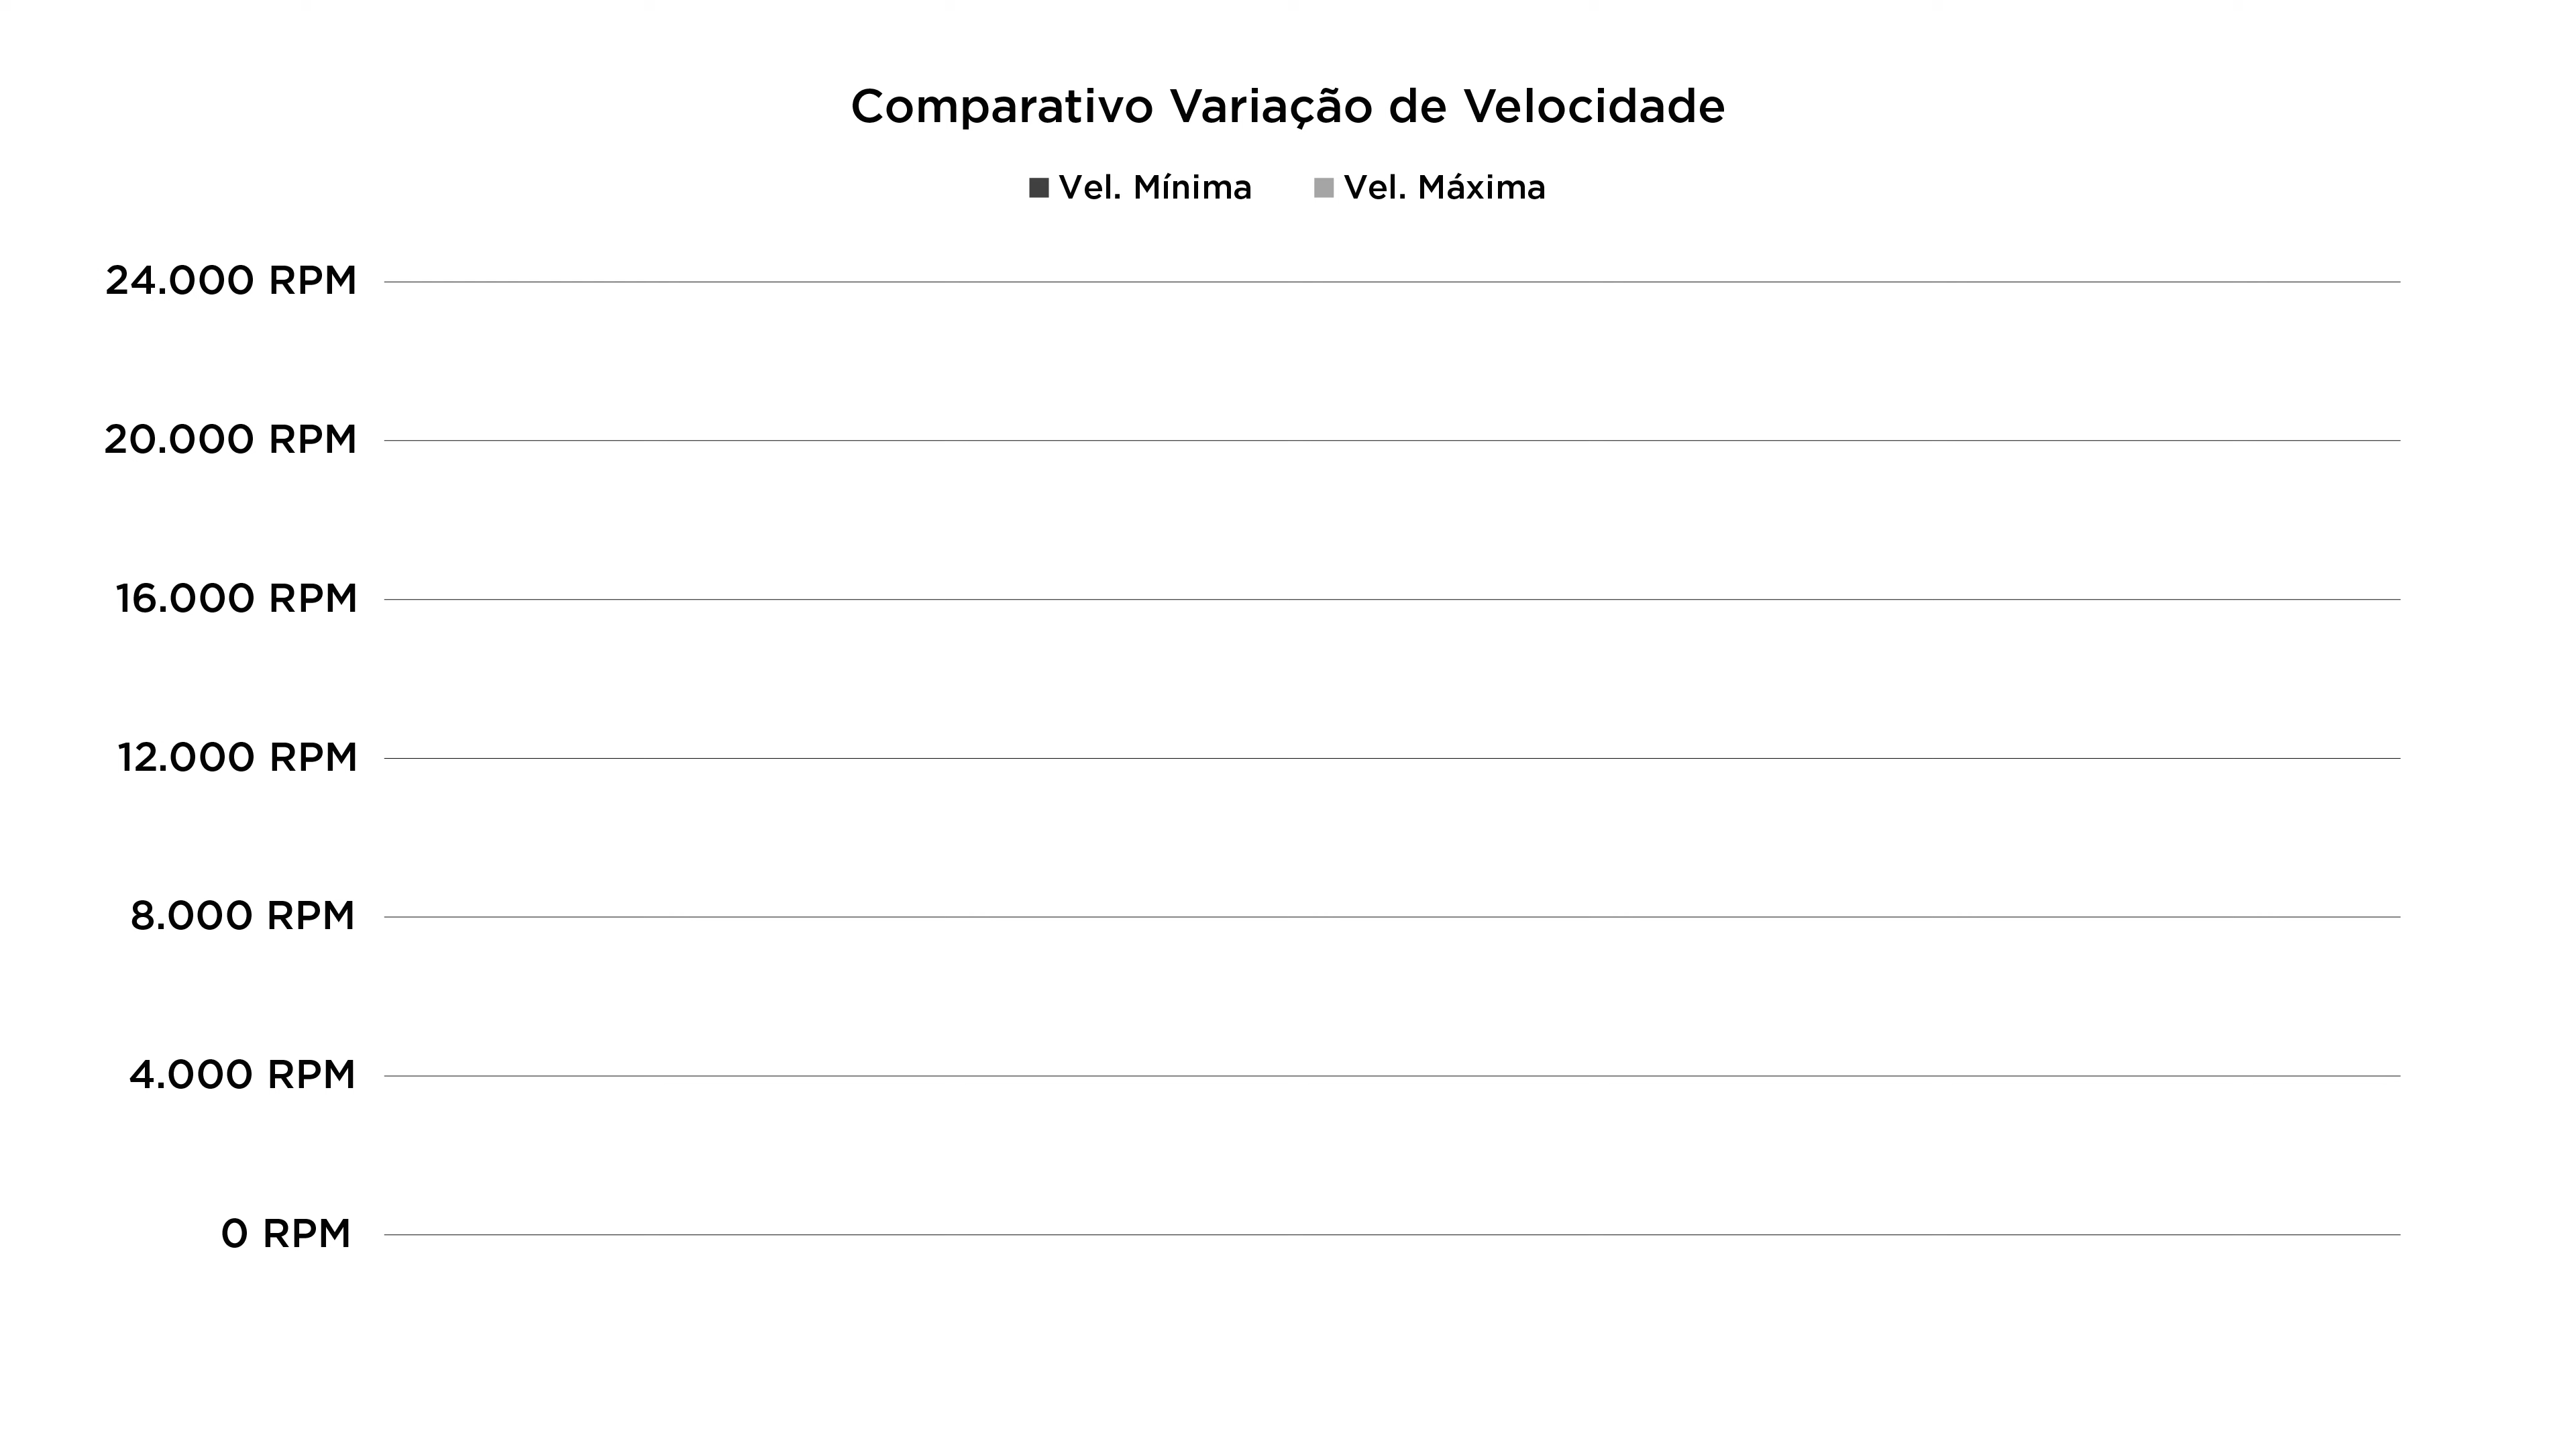 Comparativo Variação de Velocidade
Vel. Mínima Vel. Máxima
24.000 RPM
20.000 RPM
16.000 RPM
12.000 RPM
8.000 RPM
4.000 RPM
0 RPM